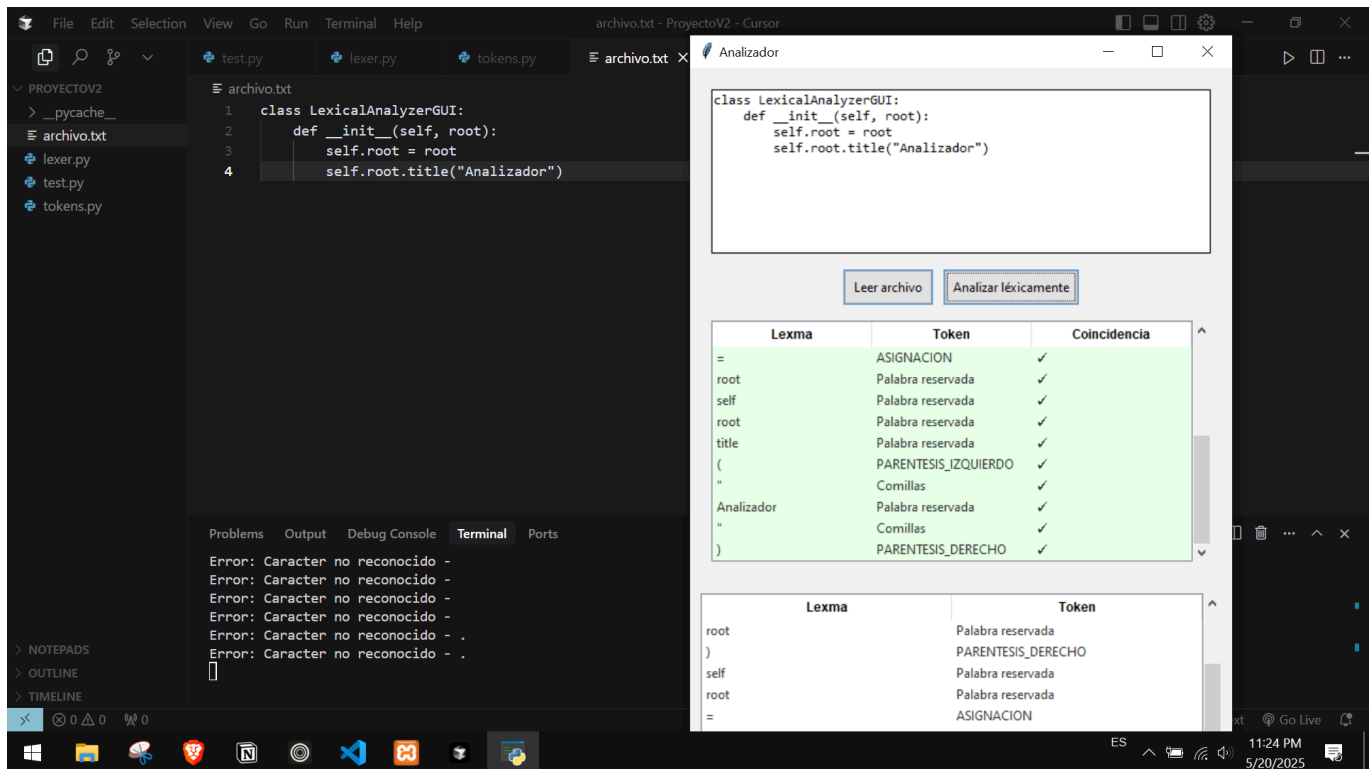 File Edit Selection View Go Run Terminal Help
archivo.txt - ProyectoV2 - Cursor
test.py
lexer.py
tokens.py
archivo.txt
PROYECTOV2
__pycache__
archivo.txt
lexer.py
test.py
tokens.py
NOTEPADS
OUTLINE
TIMELINE
archivo.txt
1 class LexicalAnalyzerGUI:
2 def __init__(self, root):
3 self.root = root
4 self.root.title("Analizador")
Problems Output Debug Console Terminal Ports
Error: Caracter no reconocido -
Error: Caracter no reconocido -
Error: Caracter no reconocido -
Error: Caracter no reconocido -
Error: Caracter no reconocido - .
Error: Caracter no reconocido - .
Analizador
class LexicalAnalyzerGUI:
def __init__(self, root):
self.root = root
self.root.title("Analizador")
Leer archivo Analizar léxicamente
Lexma Token Coincidencia
= ASIGNACION ✓
root Palabra reservada ✓
self Palabra reservada ✓
root Palabra reservada ✓
title Palabra reservada ✓
( PARENTESIS_IZQUIERDO ✓
" Comillas ✓
Analizador Palabra reservada ✓
" Comillas ✓
) PARENTESIS_DERECHO ✓
Lexma Token
root Palabra reservada
) PARENTESIS_DERECHO
self Palabra reservada
root Palabra reservada
= ASIGNACION
0 0 0
xt Go Live
ES
11:24 PM
5/20/2025